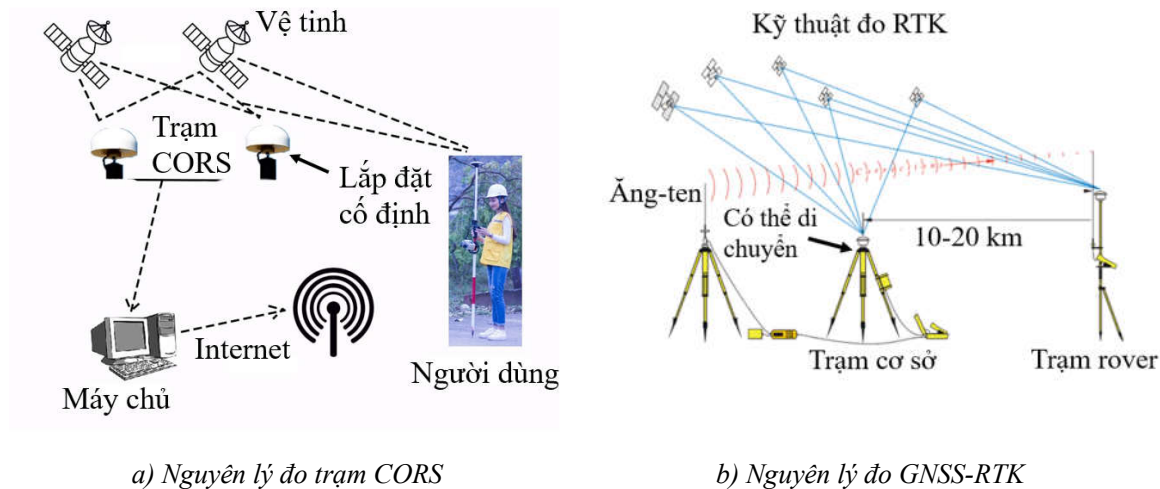 Vệ tinh
Trạm
CORS
Lắp đặt
cố định
Internet
Máy chủ
Người dùng
a) Nguyên lý đo trạm CORS
Kỹ thuật đo RTK
Ăng-ten
Có thể di
chuyển
10-20 km
Trạm cơ sở
Trạm rover
b) Nguyên lý đo GNSS-RTK